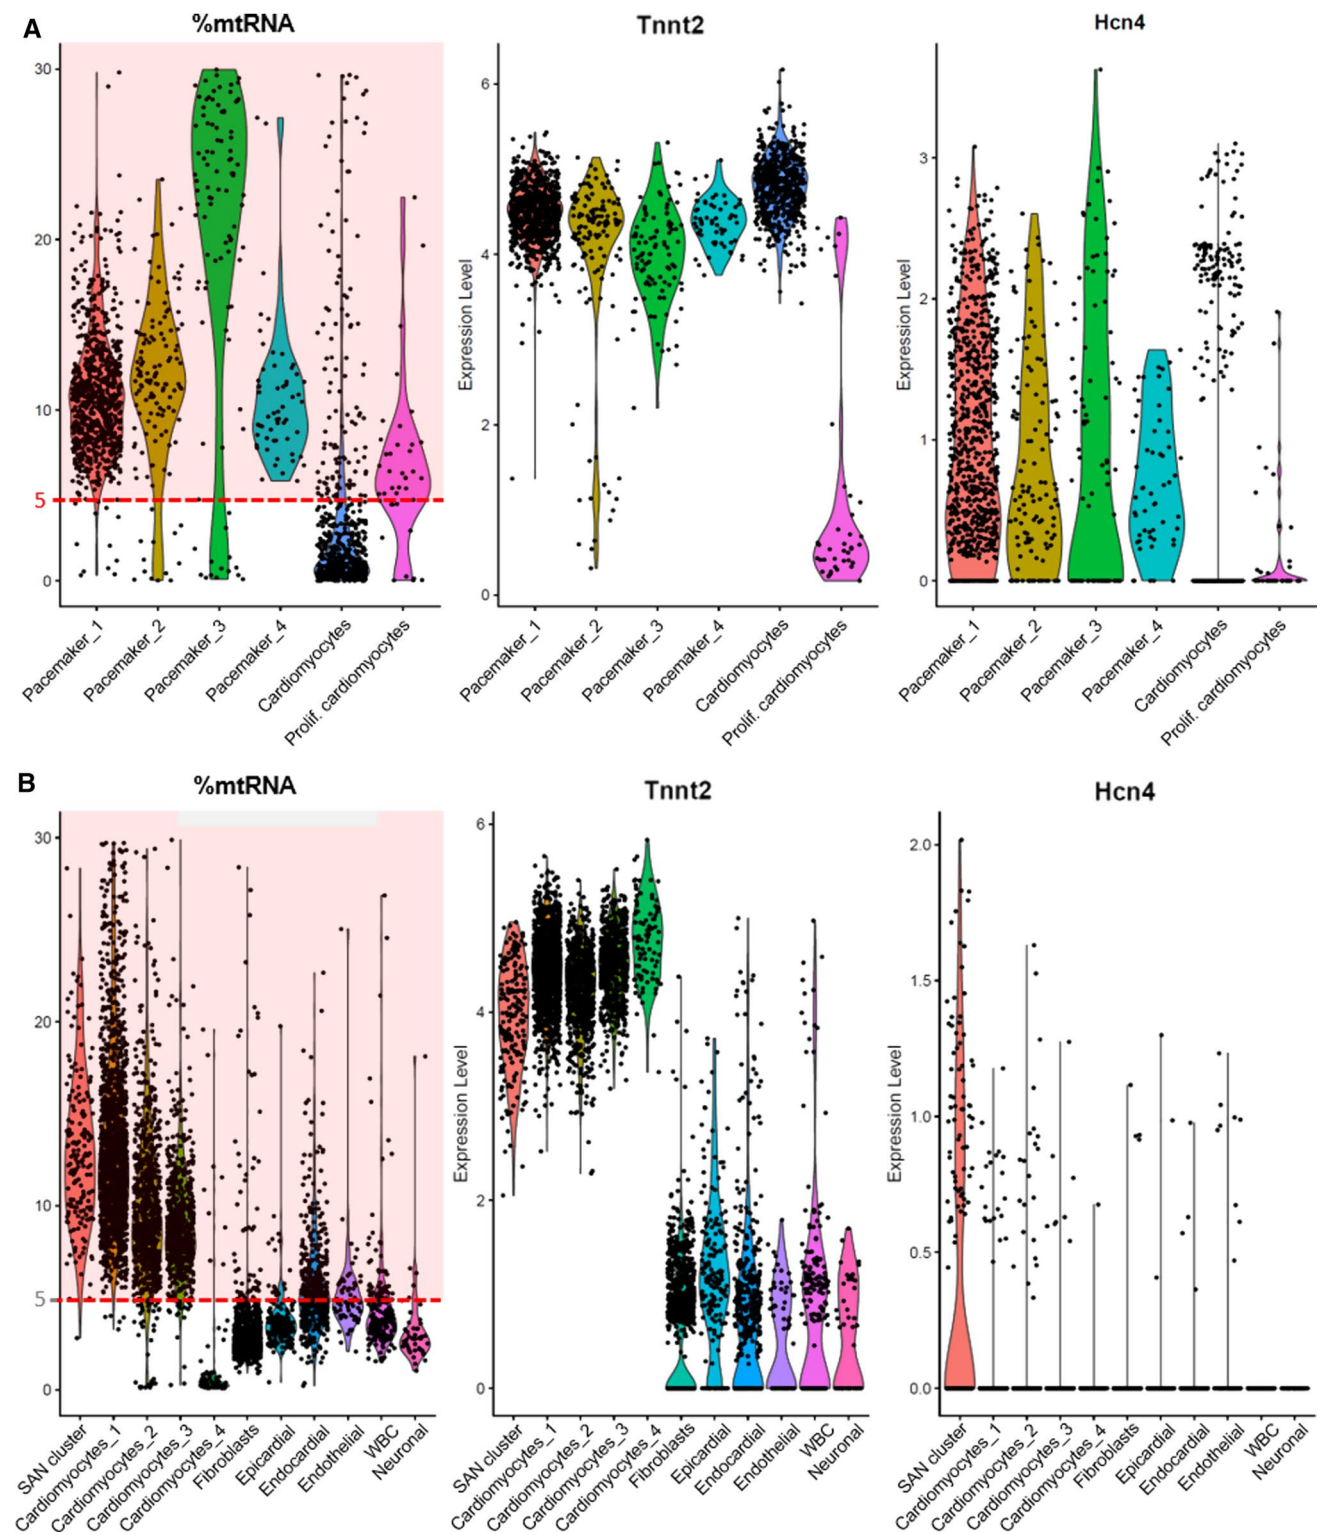 A
%mtRNA
Tnnt2
Hcn4
30
20
10
5
0
Pacemaker_1
Pacemaker_2
Pacemaker_3
Pacemaker_4
Cardiomyocytes
Prolif. cardiomyocytes
Expression Level
6
4
2
0
Pacemaker_1
Pacemaker_2
Pacemaker_3
Pacemaker_4
Cardiomyocytes
Prolif. cardiomyocytes
Expression Level
3
2
1
0
Pacemaker_1
Pacemaker_2
Pacemaker_3
Pacemaker_4
Cardiomyocytes
Prolif. cardiomyocytes
B
%mtRNA
Tnnt2
Hcn4
30
20
10
5
0
SAN cluster
Cardiomyocytes_1
Cardiomyocytes_2
Cardiomyocytes_3
Cardiomyocytes_4
Fibroblasts
Epicardial
Endocardial
Endothelial
WBC
Neuronal
Expression Level
6
4
2
0
SAN cluster
Cardiomyocytes_1
Cardiomyocytes_2
Cardiomyocytes_3
Cardiomyocytes_4
Fibroblasts
Epicardial
Endocardial
Endothelial
WBC
Neuronal
Expression Level
2.0
1.5
1.0
0.5
0.0
SAN cluster
Cardiomyocytes_1
Cardiomyocytes_2
Cardiomyocytes_3
Cardiomyocytes_4
Fibroblasts
Epicardial
Endocardial
Endothelial
WBC
Neuronal